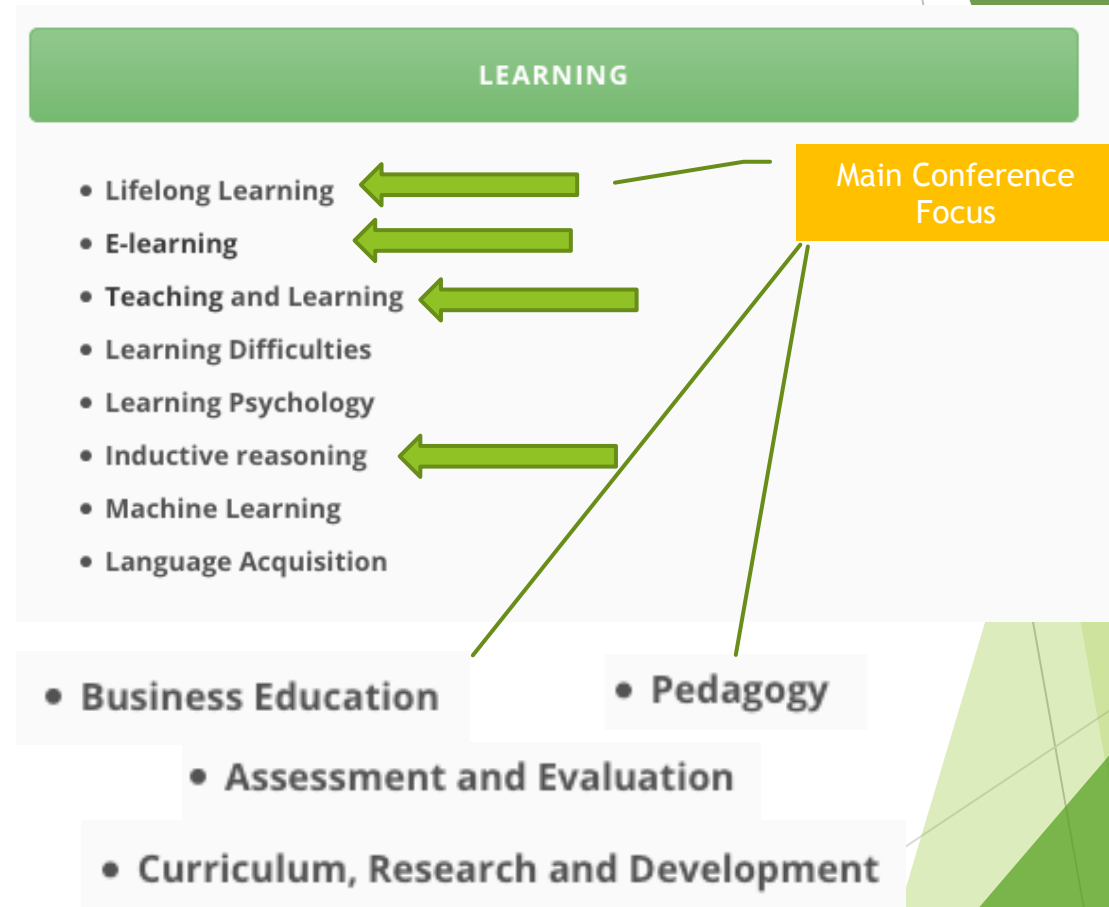 LEARNING
• Lifelong Learning
Main Conference
Focus
• E-learning
• Teaching and Learning
• Learning Difficulties
• Learning Psychology
• Inductive reasoning
• Machine Learning
• Language Acquisition
• Business Education
• Pedagogy
• Assessment and Evaluation
• Curriculum, Research and Development